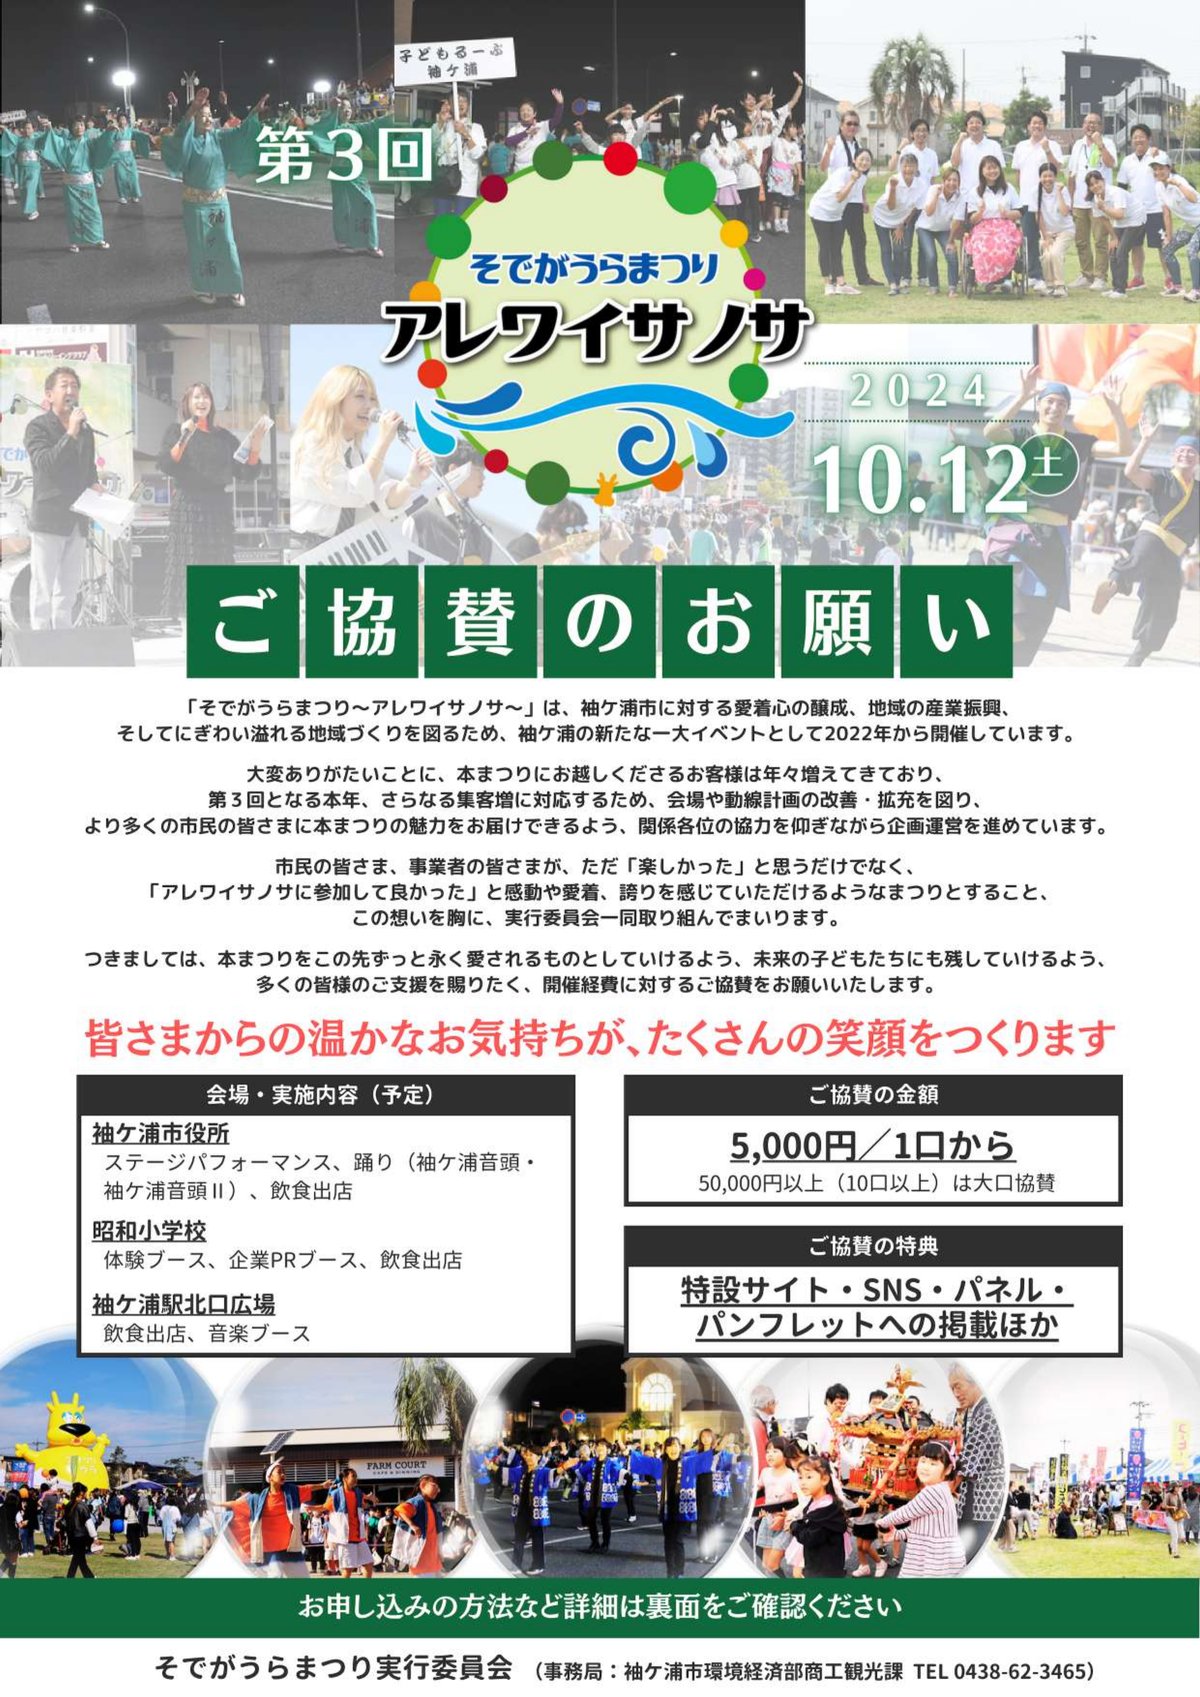 子どもるーぷ
袖ケ浦
第3回
そでがうらまつり
アレワイサノサ
2024
10.12
土
ご協賛のお願い
「そでがうらまつり～アレワイサノサ～」は、袖ケ浦市に対する愛着心の醸成、地域の産業振興、
そしてにぎわい溢れる地域づくりを図るため、袖ケ浦の新たな一大イベントとして2022年から開催しています。
大変ありがたいことに、本まつりにお越しくださるお客様は年々増えてきており、
第３回となる本年、さらなる集客増に対応するため、会場や動線計画の改善・拡充を図り、
より多くの市民の皆さまに本まつりの魅力をお届けできるよう、関係各位の協力を仰ぎながら企画運営を進めています。
市民の皆さま、事業者の皆さまが、ただ「楽しかった」と思うだけでなく、
「アレワイサノサに参加して良かった」と感動や愛着、誇りを感じていただけるようなまつりとすること、
この想いを胸に、実行委員会一同取り組んでまいります。
つきましては、本まつりをこの先ずっと永く愛されるものとしていけるよう、未来の子どもたちにも残していけるよう、
多くの皆様のご支援を賜りたく、開催経費に対するご協賛をお願いいたします。
皆さまからの温かなお気持ちが、たくさんの笑顔をつくります
会場・実施内容（予定）
袖ケ浦市役所
ステージパフォーマンス、踊り（袖ケ浦音頭・
袖ケ浦音頭Ⅱ）、飲食出店
昭和小学校
体験ブース、企業PRブース、飲食出店
袖ケ浦駅北口広場
飲食出店、音楽ブース
ご協賛の金額
5,000円／1口から
50,000円以上（10口以上）は大口協賛
ご協賛の特典
特設サイト・SNS・パネル・
パンフレットへの掲載ほか
FARM COURT
CAFE & DINNING
お申し込みの方法など詳細は裏面をご確認ください
そでがうらまつり実行委員会 （事務局：袖ケ浦市環境経済部商工観光課 TEL 0438-62-3465）